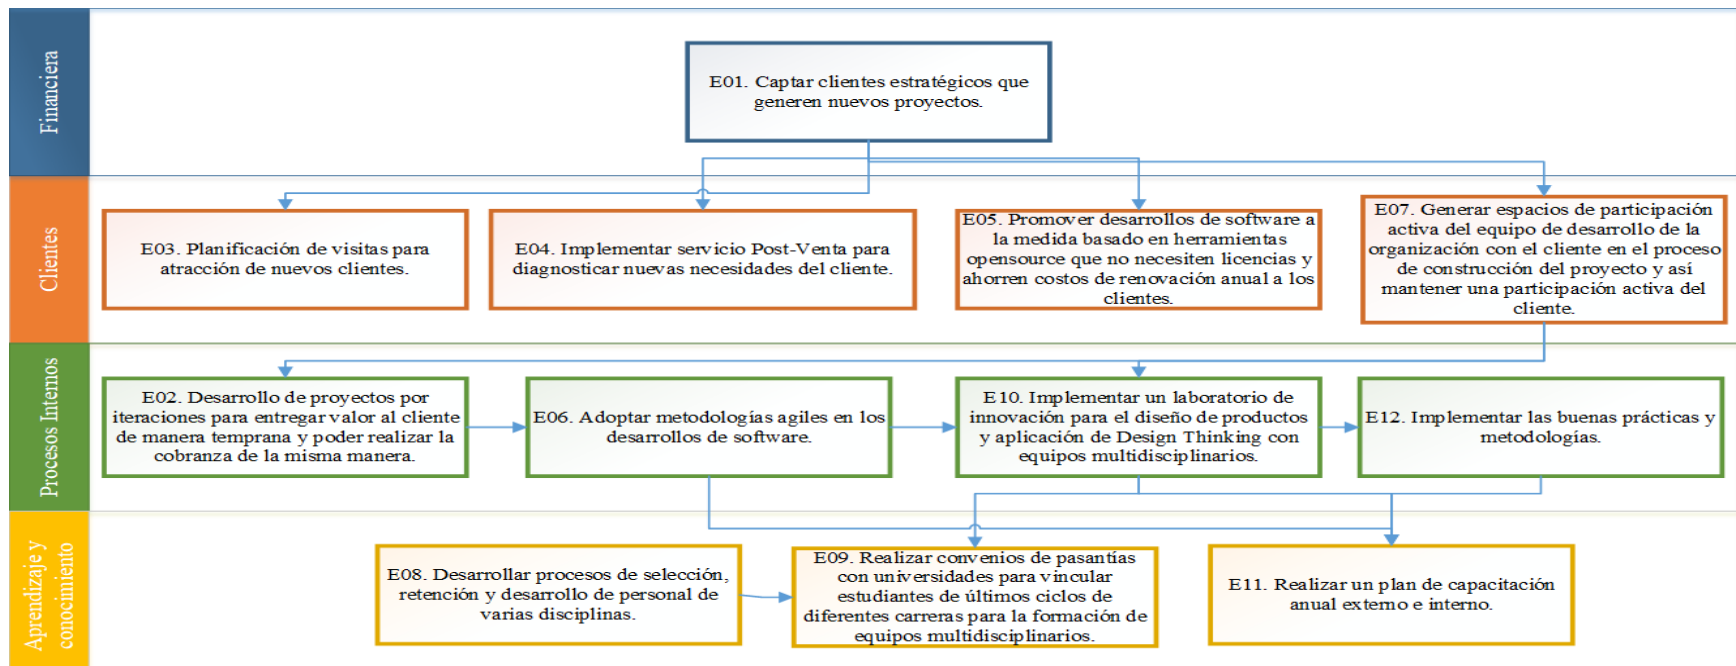 Financiera
E01. Captar clientes estratégicos que
generen nuevos proyectos.
Clientes
E03. Planificación de visitas para
atracción de nuevos clientes.
E04. Implementar servicio Post-Venta para
diagnosticar nuevas necesidades del cliente.
E05. Promover desarrollos de software a
la medida basado en herramientas
opensource que no necesiten licencias y
ahorren costos de renovación anual a los
clientes.
E07. Generar espacios de participación
activa del equipo de desarrollo de la
organización con el cliente en el proceso
de construcción del proyecto y así
mantener una participación activa del
cliente.
Procesos Internos
E02. Desarrollo de proyectos por
iteraciones para entregar valor al cliente
de manera temprana y poder realizar la
cobranza de la misma manera.
E06. Adoptar metodologías agiles en los
desarrollos de software.
E10. Implementar un laboratorio de
innovación para el diseño de productos
y aplicación de Design Thinking con
equipos multidisciplinarios.
E12. Implementar las buenas prácticas y
metodologías.
Aprendizaje y
conocimiento
E08. Desarrollar procesos de selección,
retención y desarrollo de personal de
varias disciplinas.
E09. Realizar convenios de pasantías
con universidades para vincular
estudiantes de últimos ciclos de
diferentes carreras para la formación de
equipos multidisciplinarios.
E11. Realizar un plan de capacitación
anual externo e interno.